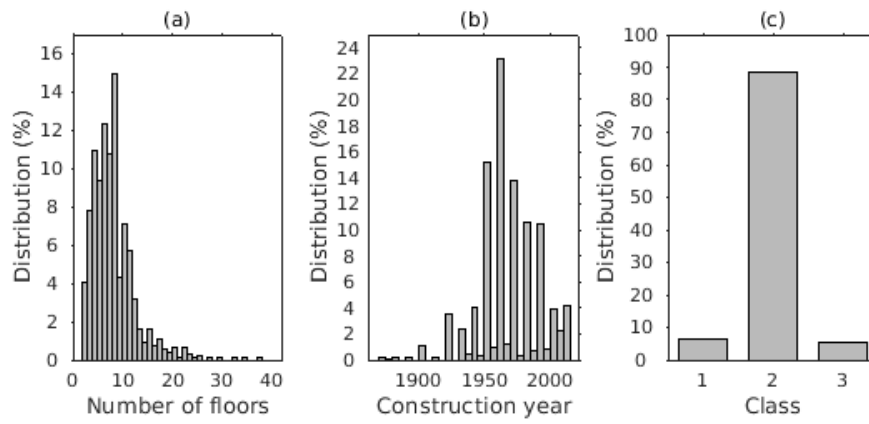 (a)
16
14
12
10
8
6
4
2
0
Distribution (%)
0 10 20 30 40
Number of floors
(b)
24
22
20
18
16
14
12
10
8
6
4
2
0
Distribution (%)
1900 1950 2000
Construction year
(c)
100
90
80
70
60
50
40
30
20
10
0
Distribution (%)
1 2 3
Class